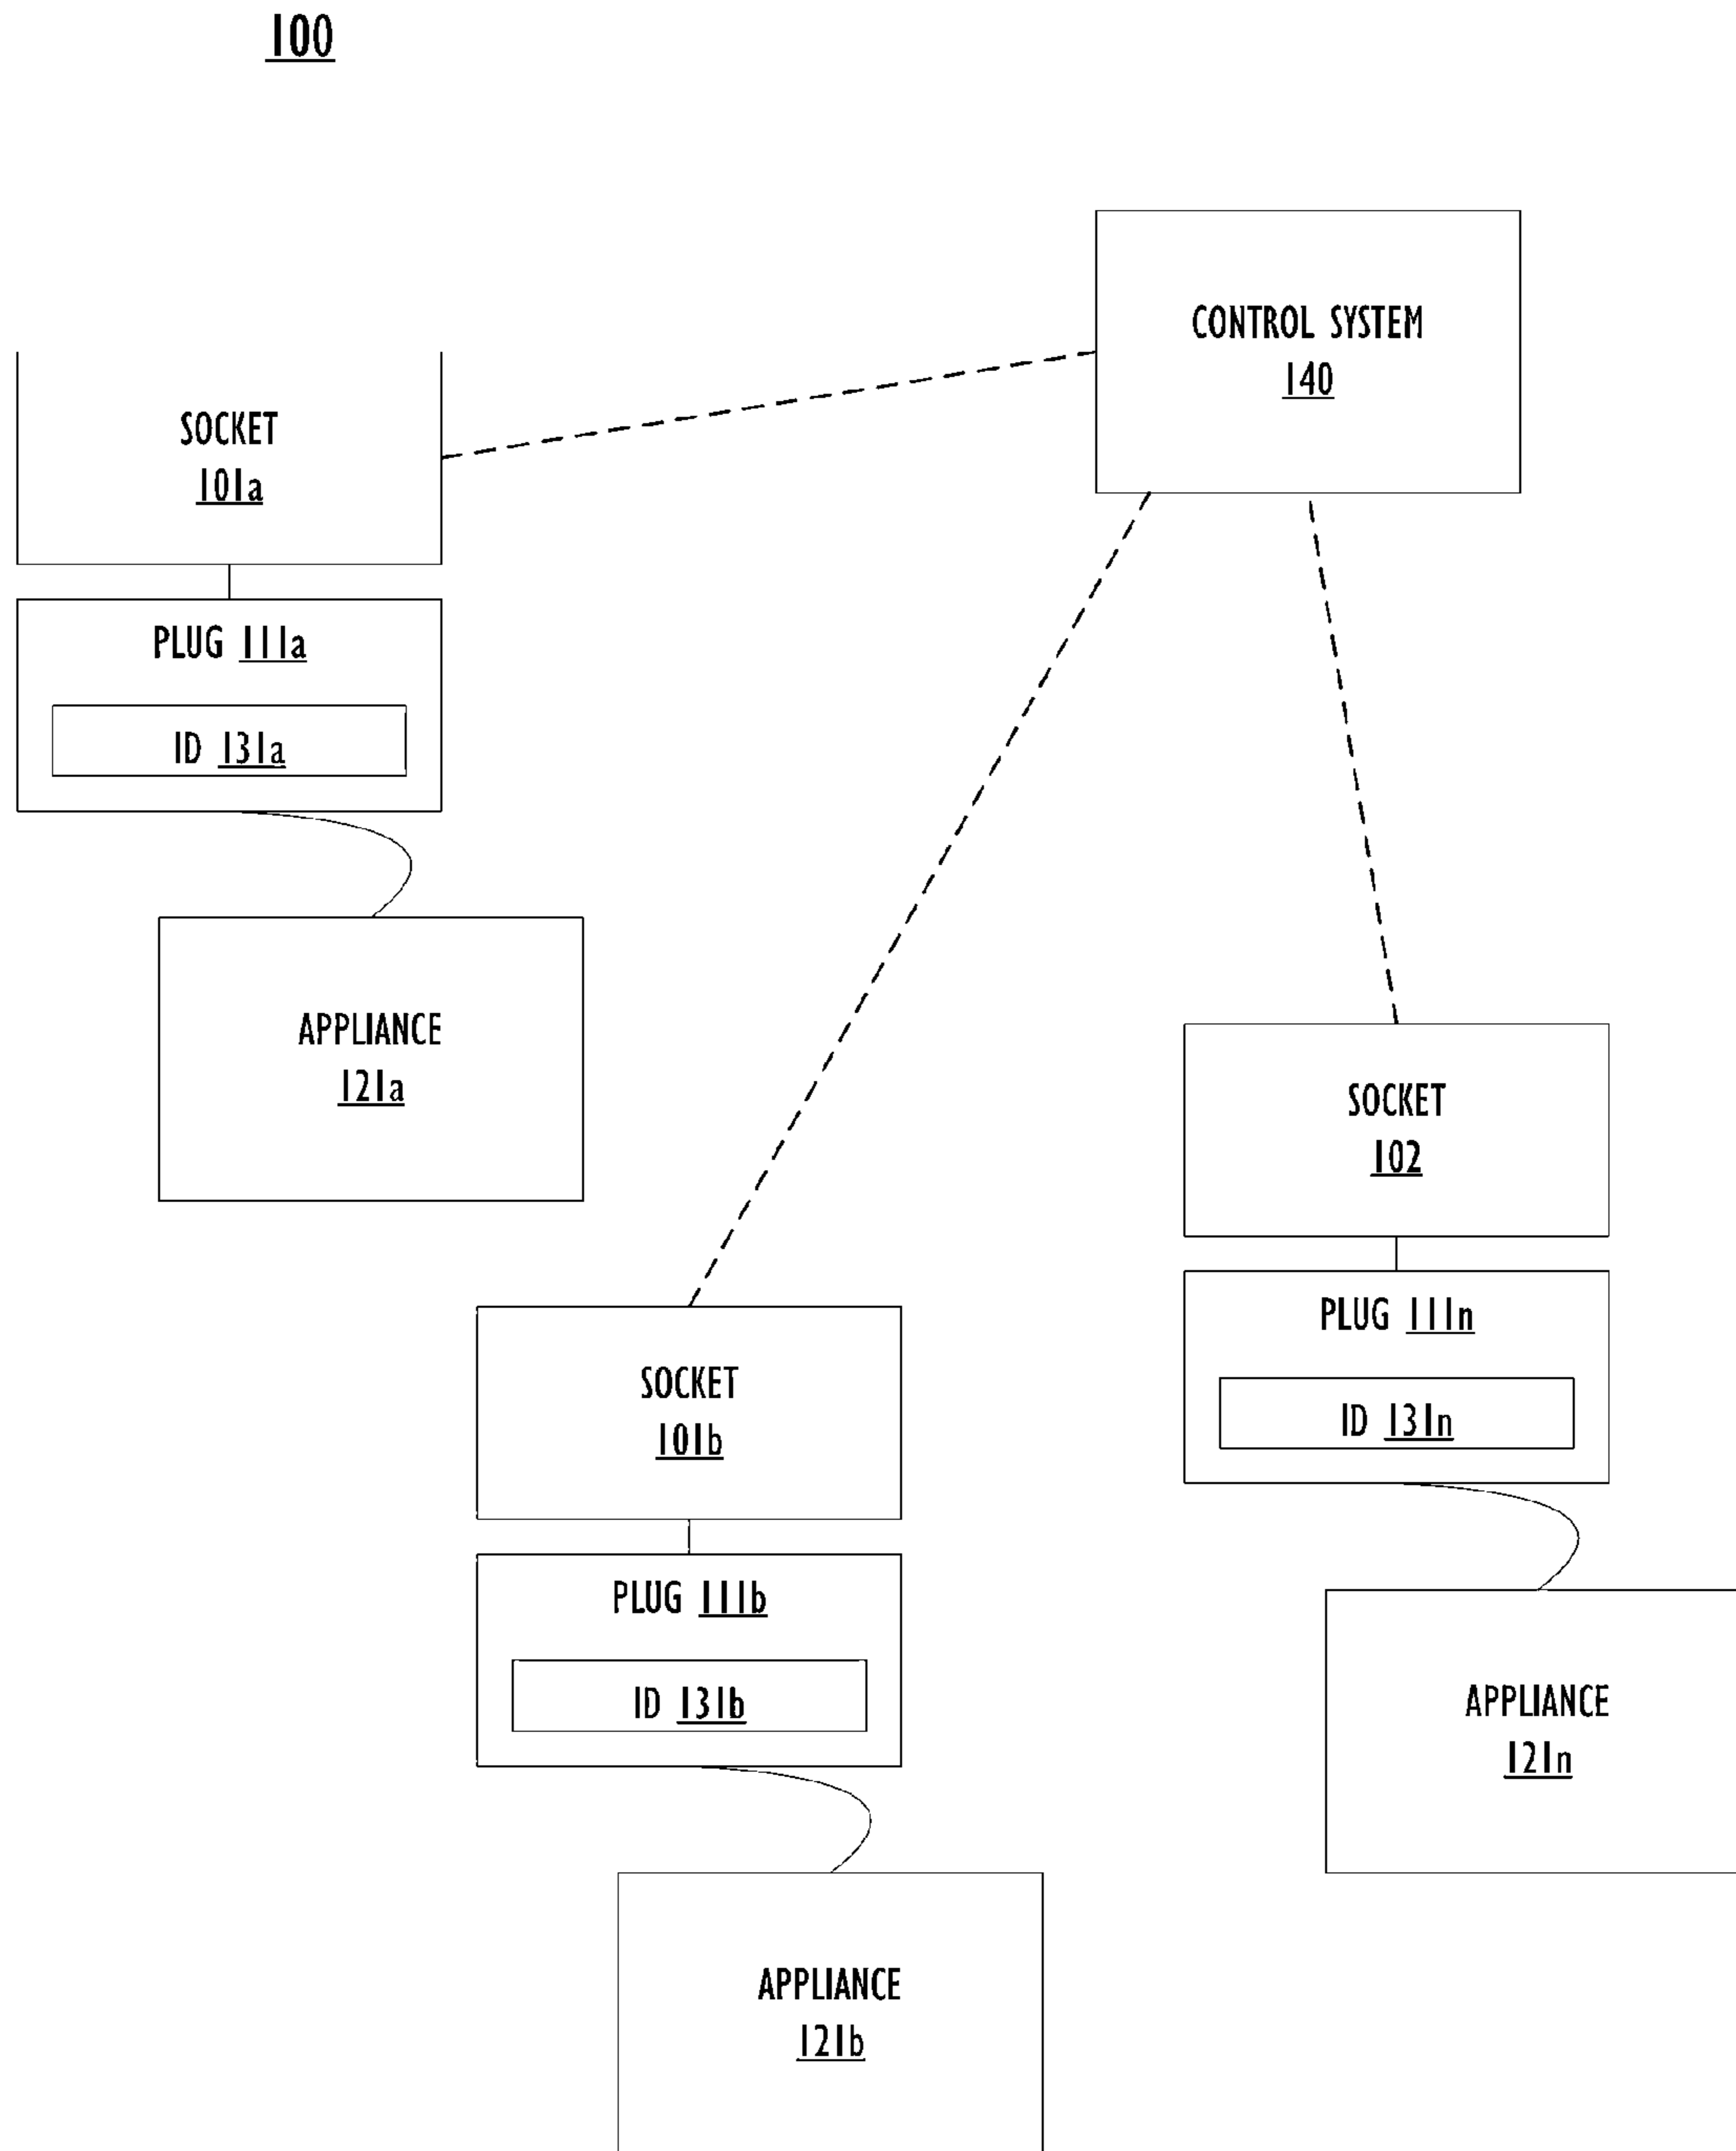 100
CONTROL SYSTEM
140
SOCKET
101a
PLUG 111a
ID 131a
APPLIANCE
121a
SOCKET
102
PLUG 111n
ID 131n
APPLIANCE
121n
SOCKET
101b
PLUG 111b
ID 131b
APPLIANCE
121b